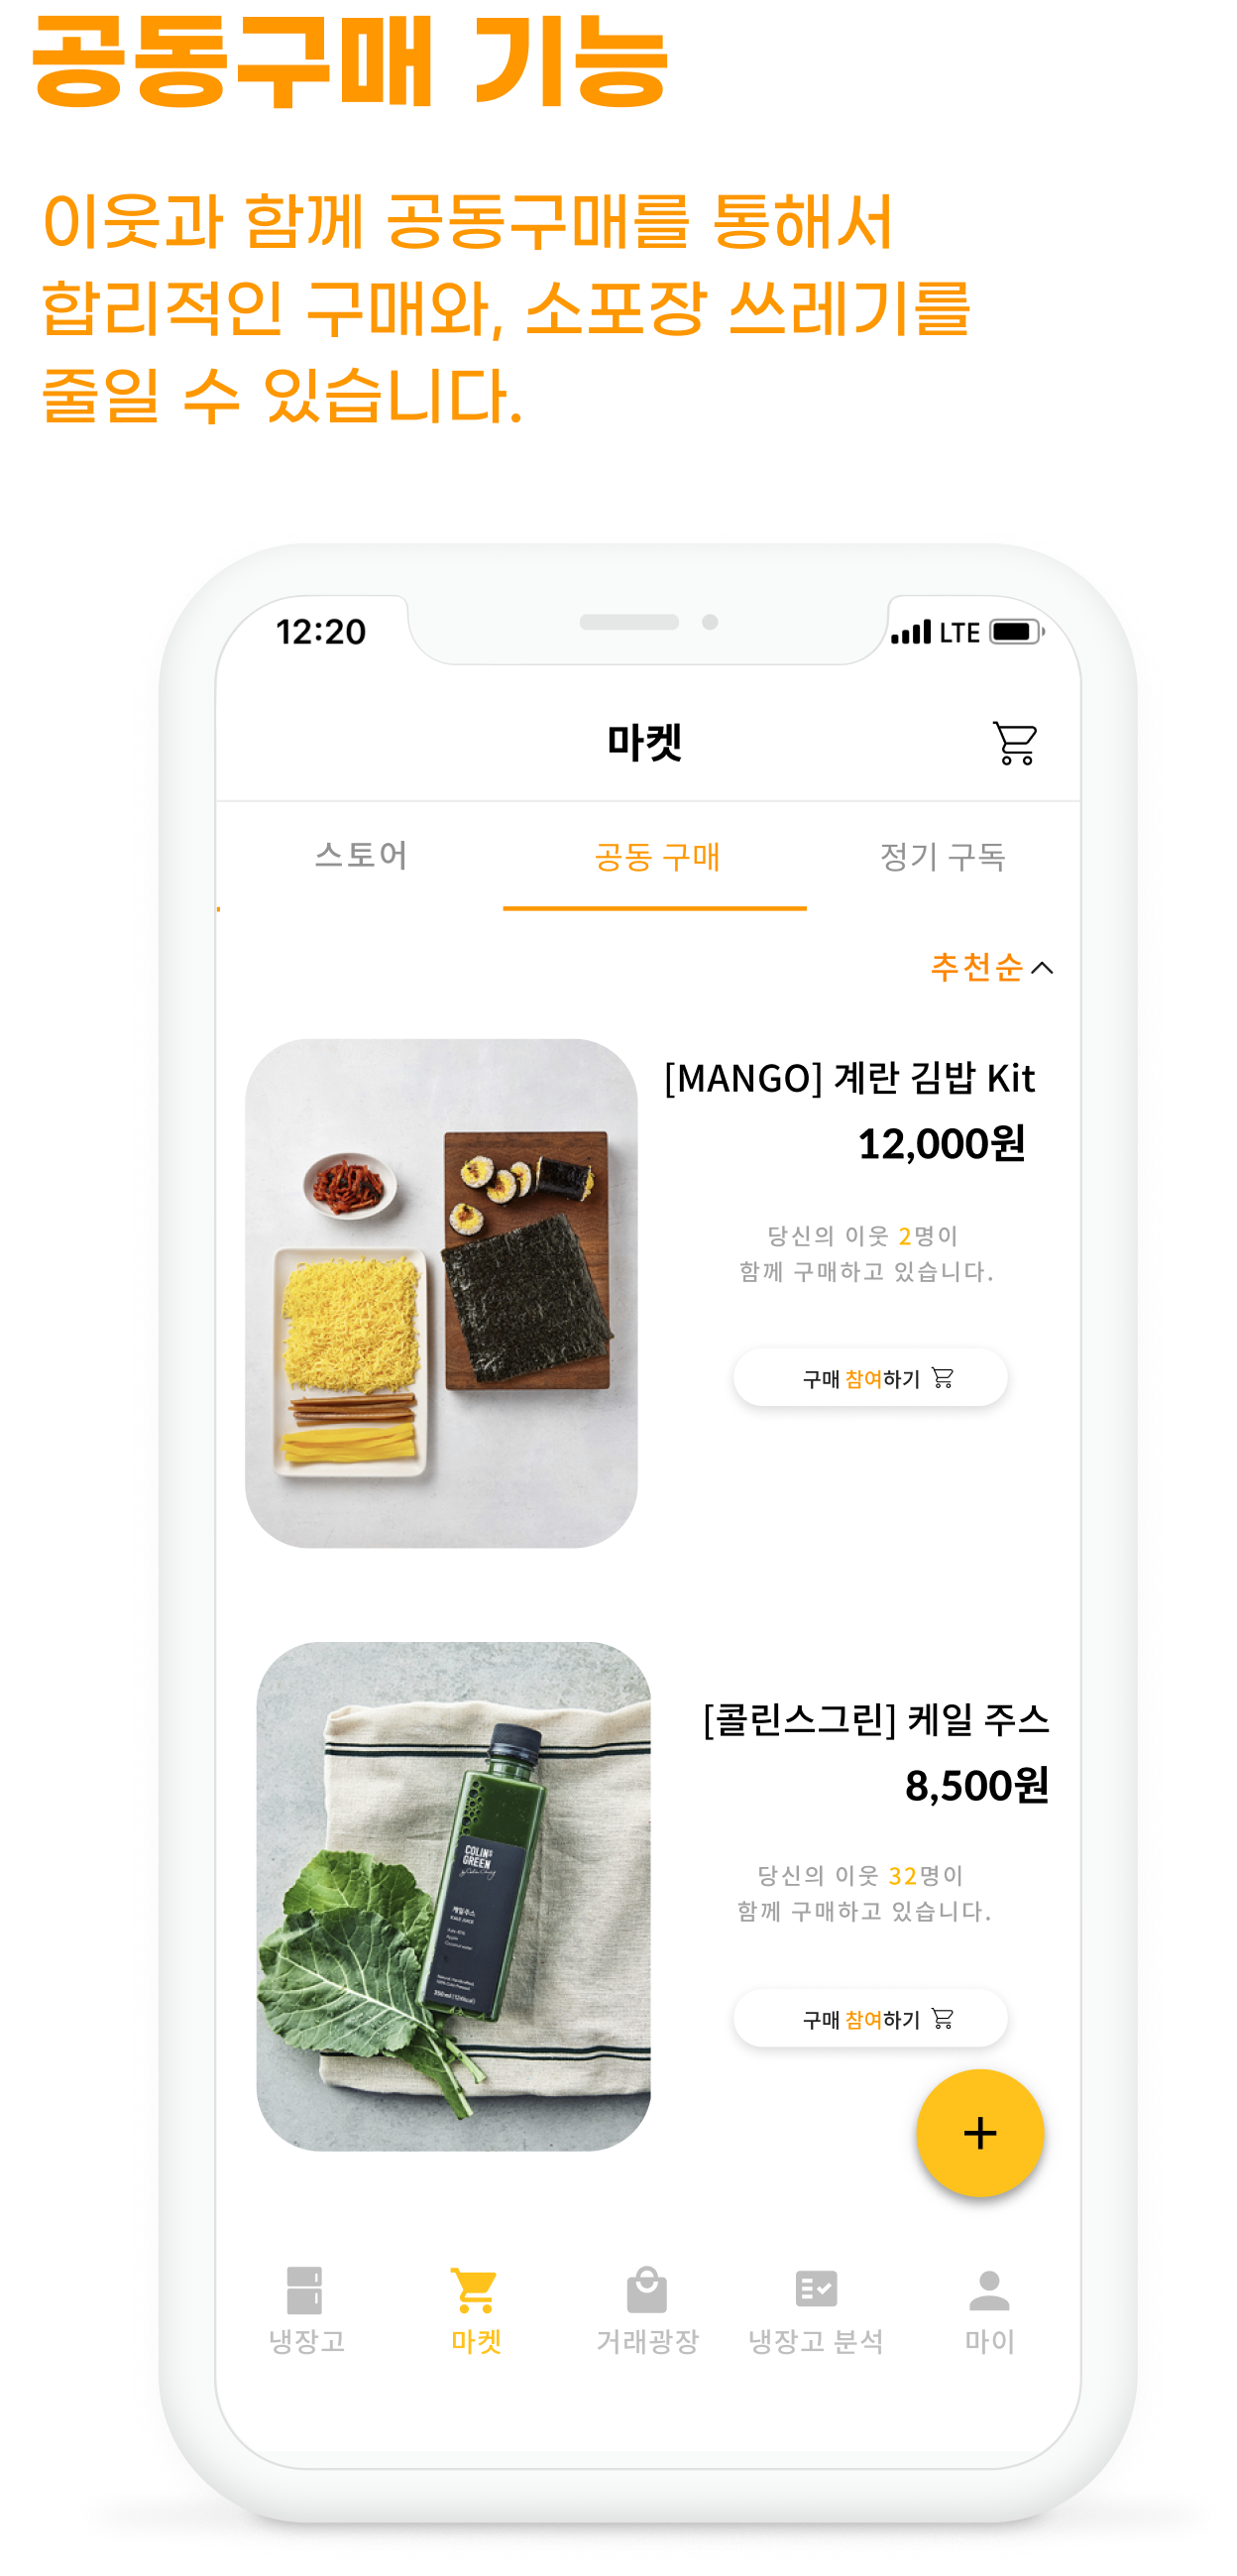 공동구매 기능
이웃과 함께 공동구매를 통해서
합리적인 구매와, 소포장 쓰레기를
줄일 수 있습니다.
12:20
LTE
마켓
스토어
공동 구매
정기 구독
추천순
[MANGO] 계란 김밥 Kit
12,000원
당신의 이웃 2명이
함께 구매하고 있습니다.
구매 참여하기
[콜린스그린] 케일 주스
8,500원
당신의 이웃 32명이
함께 구매하고 있습니다.
구매 참여하기
COLINS
GREEN
케일주스
KALE JUICE
+
냉장고
마켓
거래광장
냉장고 분석
마이